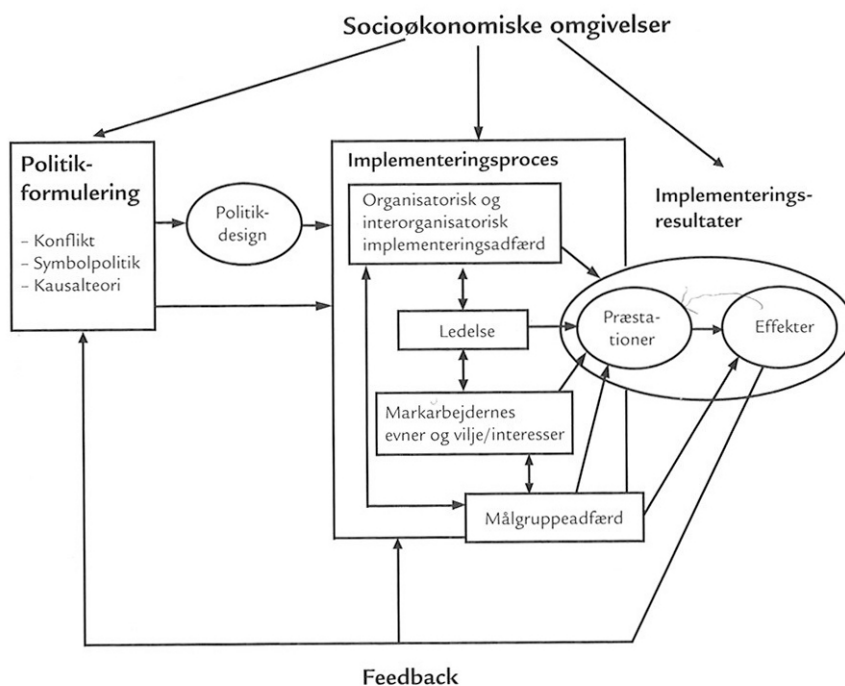 Socioøkonomiske omgivelser
Politik-
formulering
– Konflikt
– Symbolpolitik
– Kausalteori
Politik-
design
Implementeringsproces
Organisatorisk og
interorganisatorisk
implementeringsadfærd
Ledelse
Markarbejdernes
evner og vilje/interesser
Målgruppeadfærd
Implementerings-
resultater
Præsta-
tioner
Effekter
Feedback